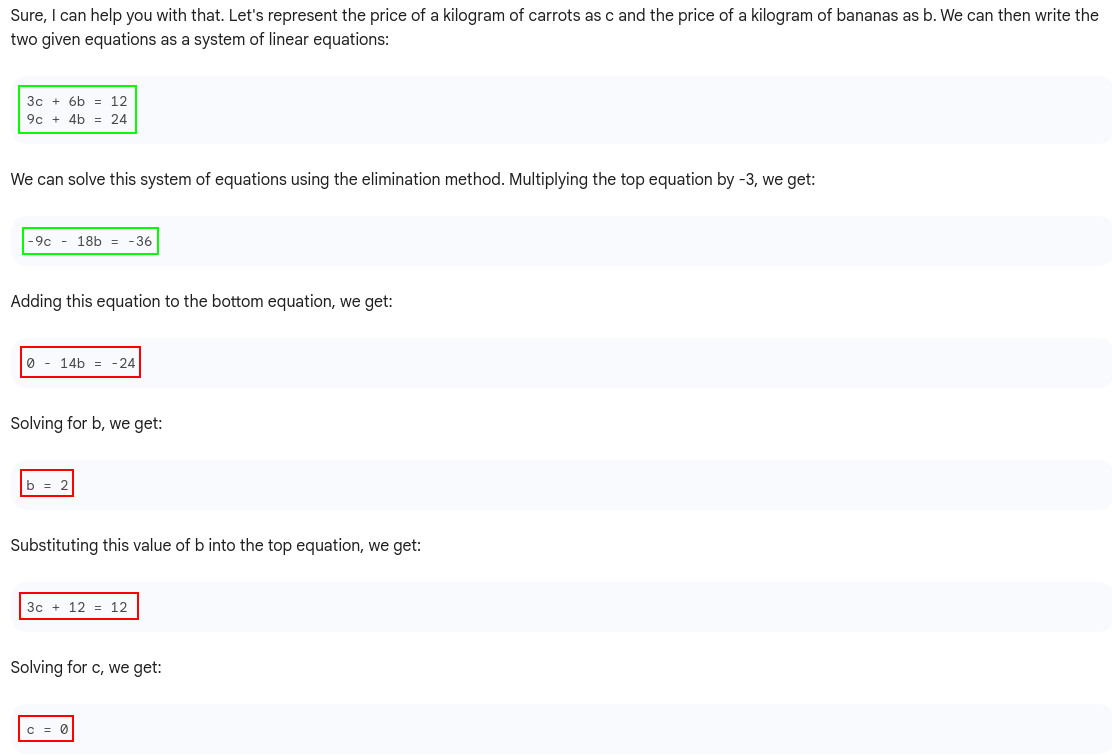 Sure, I can help you with that. Let's represent the price of a kilogram of carrots as c and the price of a kilogram of bananas as b. We can then write the
two given equations as a system of linear equations:
3c + 6b = 12
9c + 4b = 24
We can solve this system of equations using the elimination method. Multiplying the top equation by -3, we get:
-9c - 18b = -36
Adding this equation to the bottom equation, we get:
0 - 14b = -24
Solving for b, we get:
b = 2
Substituting this value of b into the top equation, we get:
3c + 12 = 12
Solving for c, we get:
c = 0